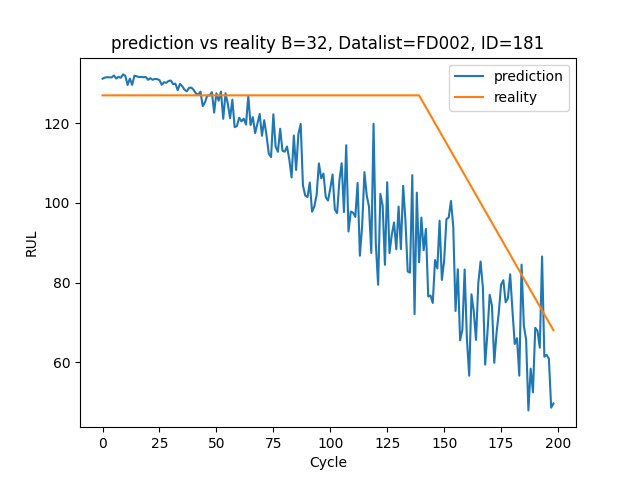 prediction vs reality B=32, Datalist=FD002, ID=181
prediction
reality
RUL
120
100
80
60
0
25
50
75
100
125
150
175
200
Cycle